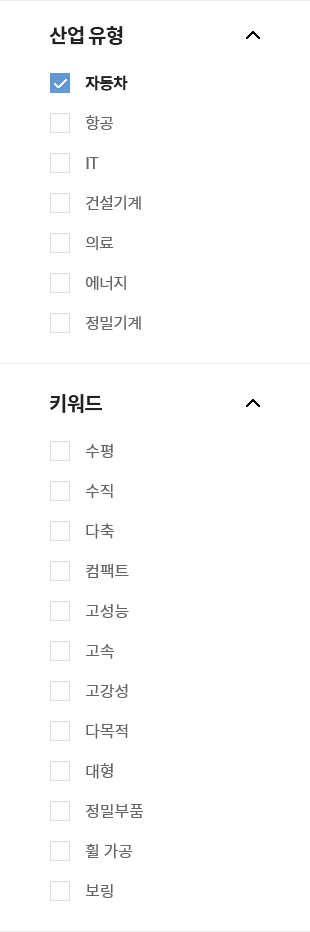 산업 유형
자동차
항공
IT
건설기계
의료
에너지
정밀기계
키워드
수평
수직
다축
컴팩트
고성능
고속
고강성
다목적
대형
정밀부품
휠 가공
보링